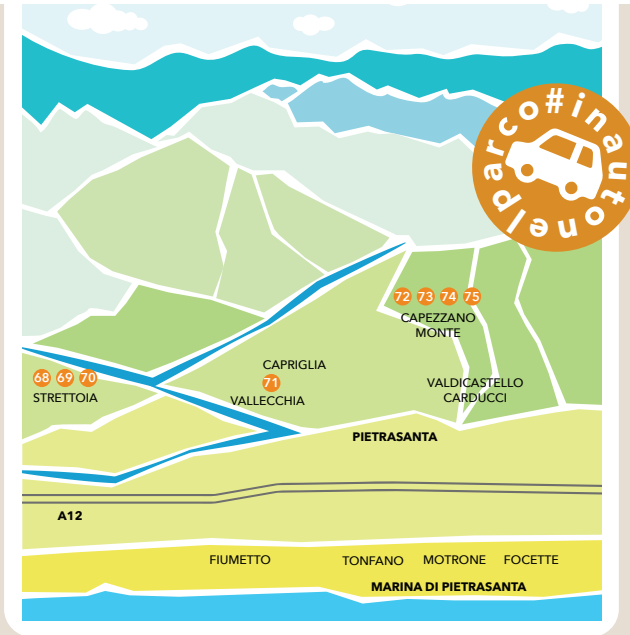 #inautonelparco
72 73 74 75
CAPEZZANO
MONTE
CAPRIGLIA
68 69 70
71
STRETTOIA
VALLECCHIA
VALDICASTELLO
CARDUCCI
PIETRASANTA
A12
FIUMETTO
TONFANO
MOTRONE
FOCETTE
MARINA DI PIETRASANTA